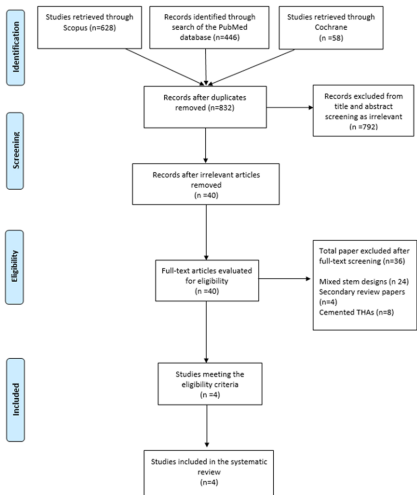 Identification
Studies retrieved through
Scopus (n=628)
Records identified through
search of the PubMed
database (n=446)
Studies retrieved through
Cochrane
(n =58)
Records after duplicates
removed (n=832)
Records excluded from
title and abstract
screening as irrelevant
(n =792)
Screening
Records after irrelevant articles
removed
(n =40)
Eligibility
Full-text articles evaluated
for eligibility
(n =40)
Total paper excluded after
full-text screening (n=36)
Mixed stem designs (n 24)
Secondary review papers
(n=4)
Cemented THAs (n=8)
Included
Studies meeting the
eligibility criteria
(n =4)
Studies included in the systematic
review
(n=4)